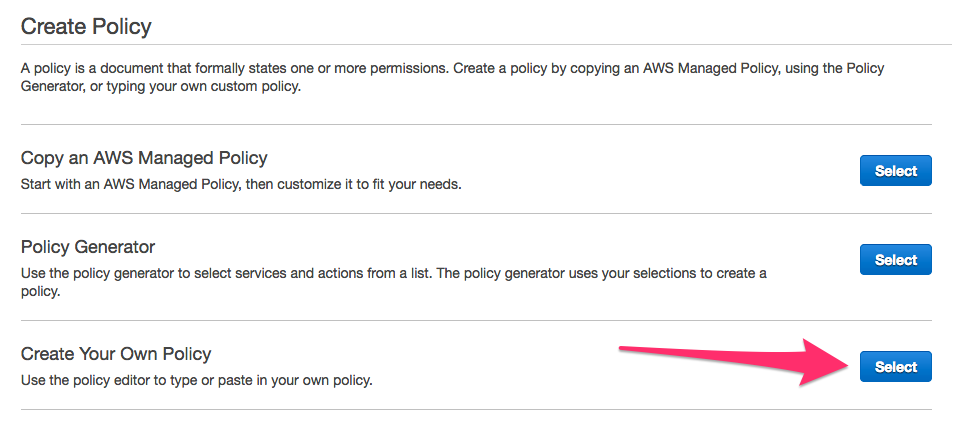 Create Policy
A policy is a document that formally states one or more permissions. Create a policy by copying an AWS Managed Policy, using the Policy
Generator, or typing your own custom policy.
Copy an AWS Managed Policy
Start with an AWS Managed Policy, then customize it to fit your needs.
Select
Policy Generator
Use the policy generator to select services and actions from a list. The policy generator uses your selections to create a
policy.
Select
Create Your Own Policy
Use the policy editor to type or paste in your own policy.
Select